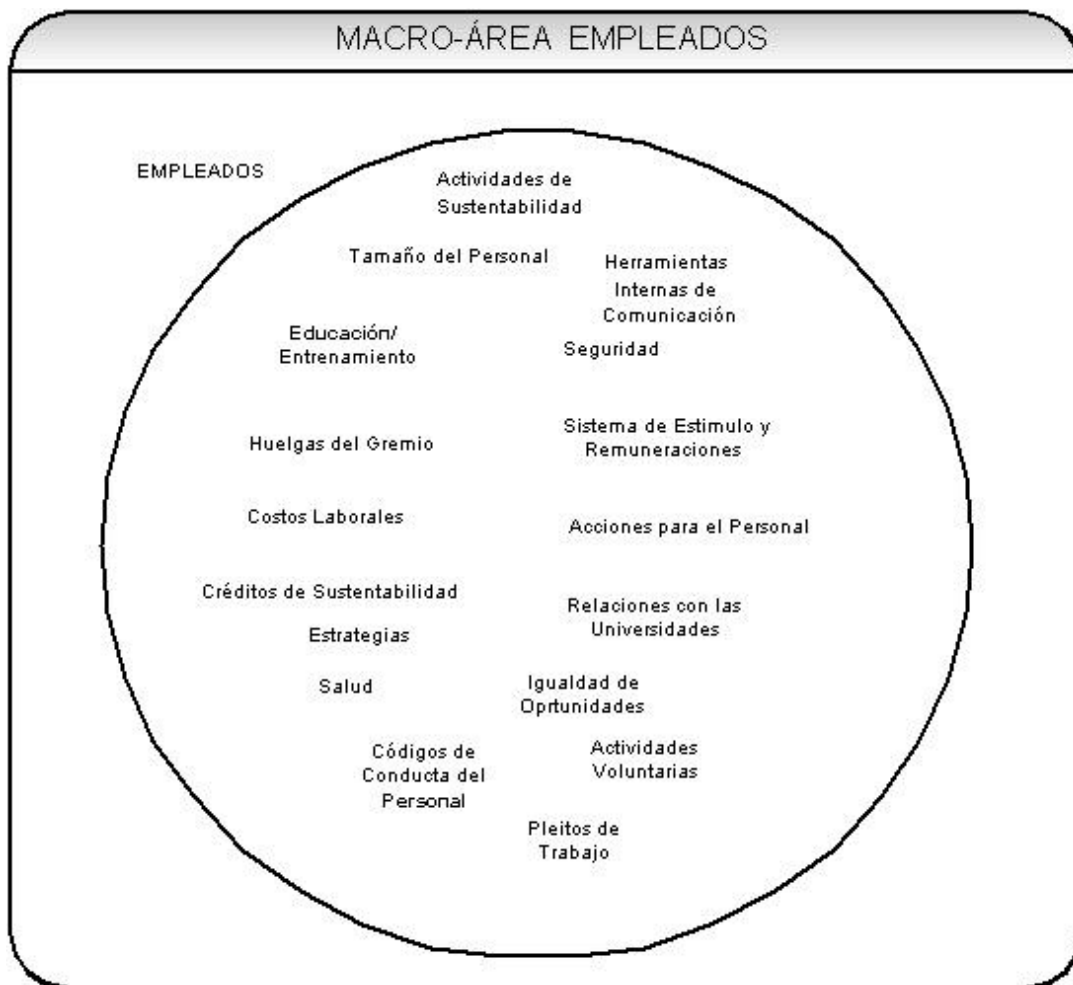 MACRO-ÁREA EMPLEADOS
EMPLEADOS
Actividades de
Sustentabilidad
Tamaño del Personal
Herramientas
Internas de
Comunicación
Educación/
Entrenamiento
Seguridad
Huelgas del Gremio
Sistema de Estimulo y
Remuneraciones
Costos Laborales
Acciones para el Personal
Créditos de Sustentabilidad
Relaciones con las
Universidades
Estrategias
Salud
Igualdad de
Oprtunidades
Códigos de
Conducta del
Personal
Actividades
Voluntarias
Pleitos de
Trabajo